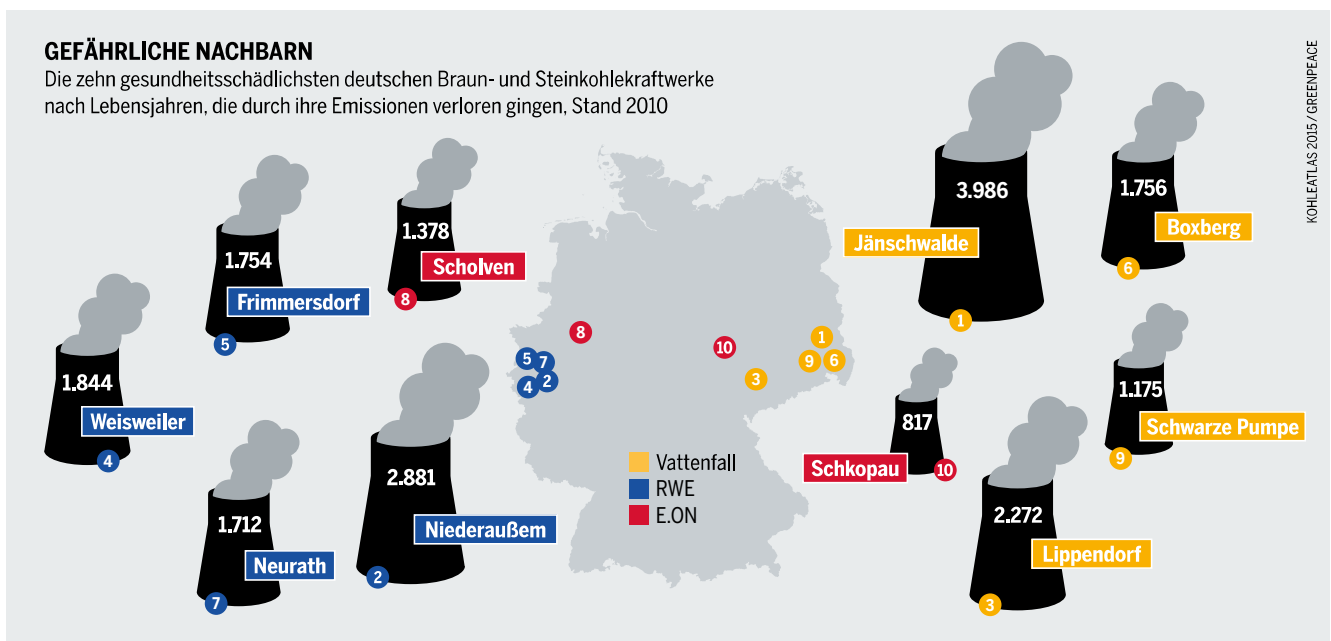 GEFÄHRLICHE NACHBARN
Die zehn gesundheitsschädlichsten deutschen Braun- und Steinkohlekraftwerke
nach Lebensjahren, die durch ihre Emissionen verloren gingen, Stand 2010
KOHLEATLAS 2015 / GREENPEACE
3.986
Jänschwalde
1
1.756
Boxberg
6
1.378
Scholven
8
1.754
Frimmersdorf
5
1.844
Weisweiler
4
1.712
Neurath
7
2.881
Niederaußem
2
8
5
7
4
2
10
1
9
6
3
Vattenfall
RWE
E.ON
817
Schkopau
10
1.175
Schwarze Pumpe
9
2.272
Lippendorf
3